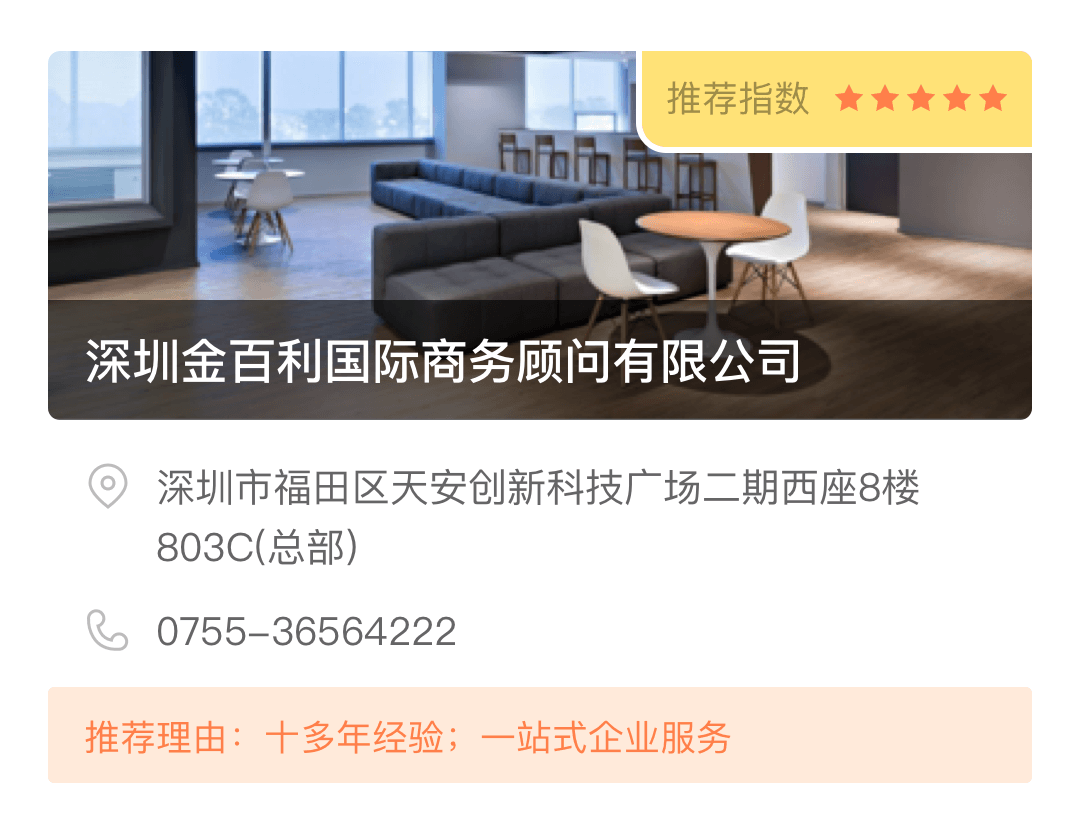 推荐指数
深圳金百利国际商务顾问有限公司
深圳市福田区天安创新科技广场二期西座8楼
803C(总部)
0755-36564222
推荐理由：十多年经验；一站式企业服务